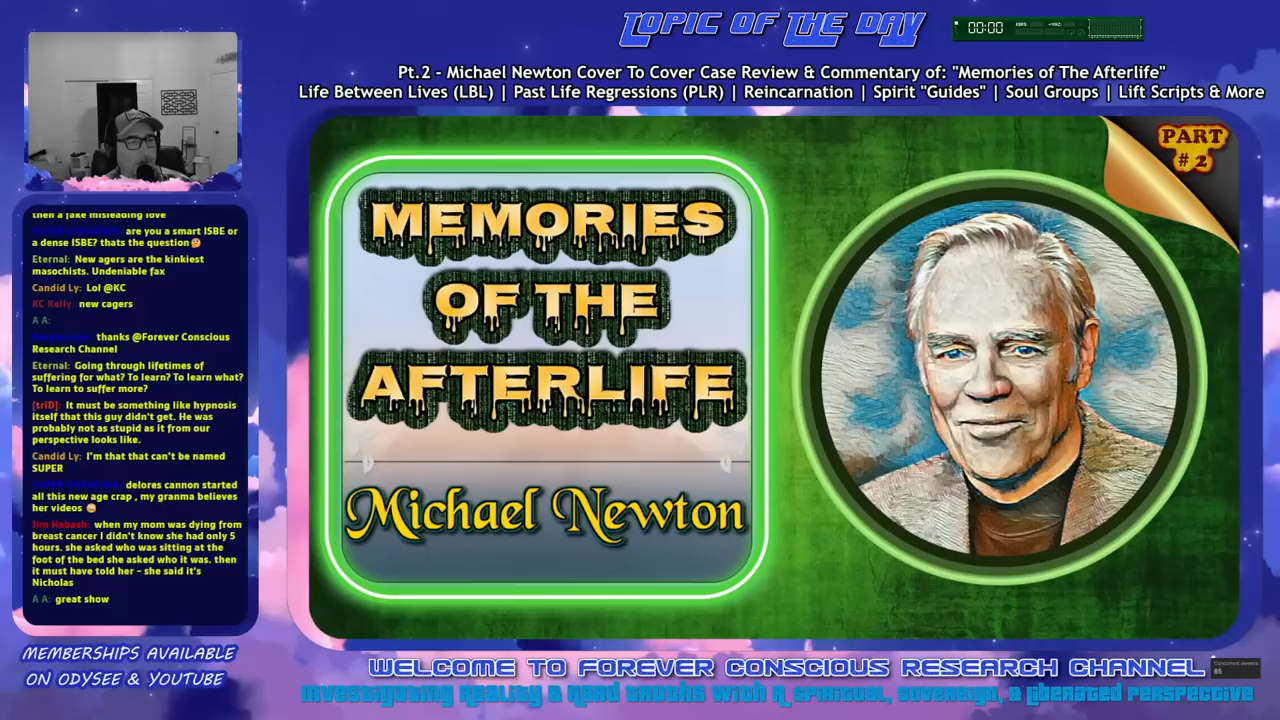 TOPIC OF THE DAY
00:00
Pt.2 - Michael Newton Cover To Cover Case Review & Commentary of: "Memories of The Afterlife"
Life Between Lives (LBL) | Past Life Regressions (PLR) | Reincarnation | Spirit "Guides" | Soul Groups | Lift Scripts & More
PART
# 2
MEMORIES
OF THE
AFTERLIFE
Michael Newton
then a fake misleading love
are you a smart ISBE or
a dense ISBE? thats the question🤔
Eternal: New agers are the kinkiest
masochists. Undeniable fax
Candid Ly: Lol @KC
KC Kelly: new cagers
A A:
thanks @Forever Conscious
Research Channel
Eternal: Going through lifetimes of
suffering for what? To learn? To learn what?
To learn to suffer more?
[triD]: It must be something like hypnosis
itself that this guy didn't get. He was
probably not as stupid as it from our
perspective looks like.
Candid Ly: I'm that that can't be named
SUPER
delores cannon started
all this new age crap , my granma believes
her videos
Jim Habash: when my mom was dying from
breast cancer I didn't know she had only 5
hours. she asked who was sitting at the
foot of the bed she asked who it was. then
it must have told her - she said it's
Nicholas
A A: great show
MEMBERSHIPS AVAILABLE
ON ODYSEE & YOUTUBE
WELCOME TO FOREVER CONSCIOUS RESEARCH CHANNEL
Concurrent viewers
85
Investigating Reality & Hard Truths With A Spiritual, Sovereign, & Liberated Perspective